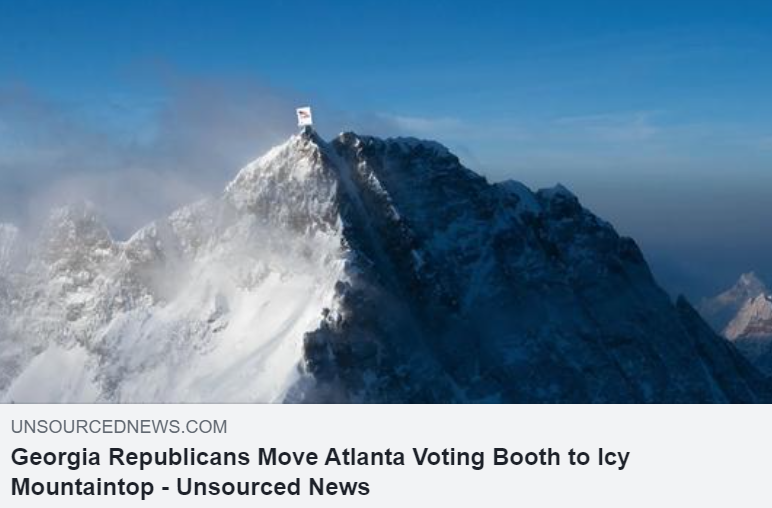 UNSOURCEDNEWS.COM
Georgia Republicans Move Atlanta Voting Booth to Icy
Mountaintop - Unsourced News